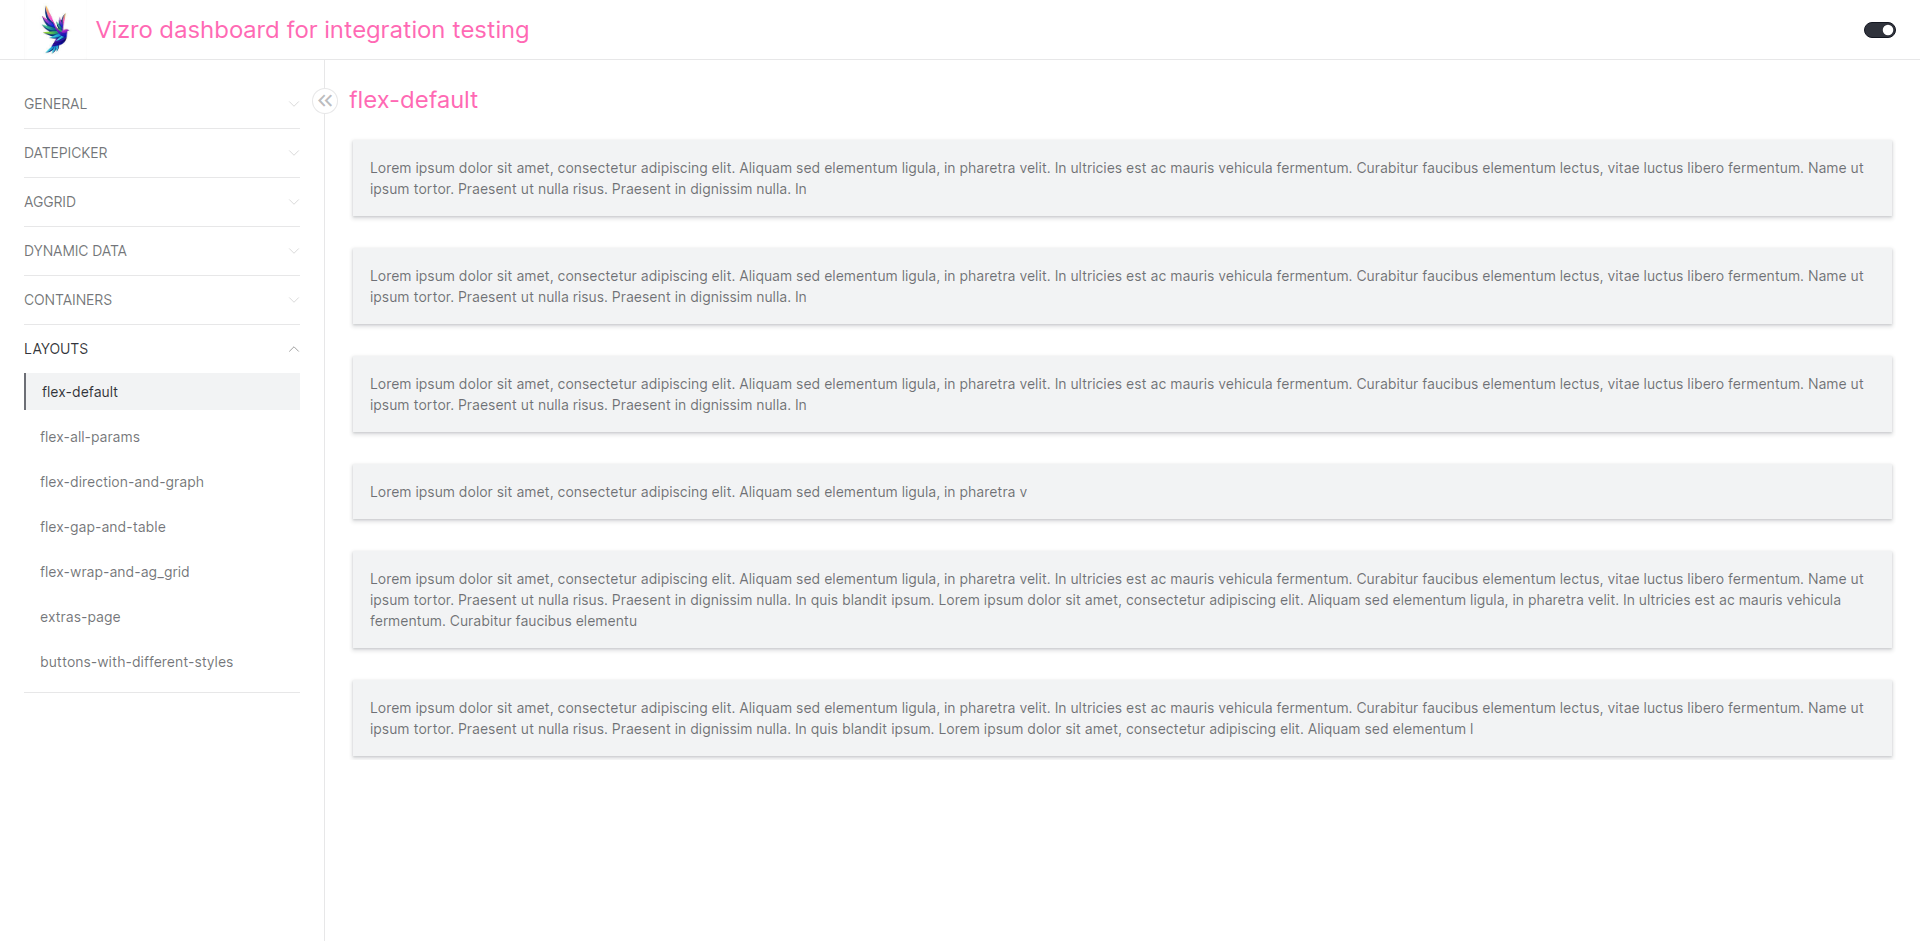 Vizro dashboard for integration testing
GENERAL
DATEPICKER
AGGRID
DYNAMIC DATA
CONTAINERS
LAYOUTS
flex-default
flex-all-params
flex-direction-and-graph
flex-gap-and-table
flex-wrap-and-ag_grid
extras-page
buttons-with-different-styles
flex-default
Lorem ipsum dolor sit amet, consectetur adipiscing elit. Aliquam sed elementum ligula, in pharetra velit. In ultricies est ac mauris vehicula fermentum. Curabitur faucibus elementum lectus, vitae luctus libero fermentum. Name ut
ipsum tortor. Praesent ut nulla risus. Praesent in dignissim nulla. In
Lorem ipsum dolor sit amet, consectetur adipiscing elit. Aliquam sed elementum ligula, in pharetra velit. In ultricies est ac mauris vehicula fermentum. Curabitur faucibus elementum lectus, vitae luctus libero fermentum. Name ut
ipsum tortor. Praesent ut nulla risus. Praesent in dignissim nulla. In
Lorem ipsum dolor sit amet, consectetur adipiscing elit. Aliquam sed elementum ligula, in pharetra velit. In ultricies est ac mauris vehicula fermentum. Curabitur faucibus elementum lectus, vitae luctus libero fermentum. Name ut
ipsum tortor. Praesent ut nulla risus. Praesent in dignissim nulla. In
Lorem ipsum dolor sit amet, consectetur adipiscing elit. Aliquam sed elementum ligula, in pharetra v
Lorem ipsum dolor sit amet, consectetur adipiscing elit. Aliquam sed elementum ligula, in pharetra velit. In ultricies est ac mauris vehicula fermentum. Curabitur faucibus elementum lectus, vitae luctus libero fermentum. Name ut
ipsum tortor. Praesent ut nulla risus. Praesent in dignissim nulla. In quis blandit ipsum. Lorem ipsum dolor sit amet, consectetur adipiscing elit. Aliquam sed elementum ligula, in pharetra velit. In ultricies est ac mauris vehicula
fermentum. Curabitur faucibus elementu
Lorem ipsum dolor sit amet, consectetur adipiscing elit. Aliquam sed elementum ligula, in pharetra velit. In ultricies est ac mauris vehicula fermentum. Curabitur faucibus elementum lectus, vitae luctus libero fermentum. Name ut
ipsum tortor. Praesent ut nulla risus. Praesent in dignissim nulla. In quis blandit ipsum. Lorem ipsum dolor sit amet, consectetur adipiscing elit. Aliquam sed elementum l